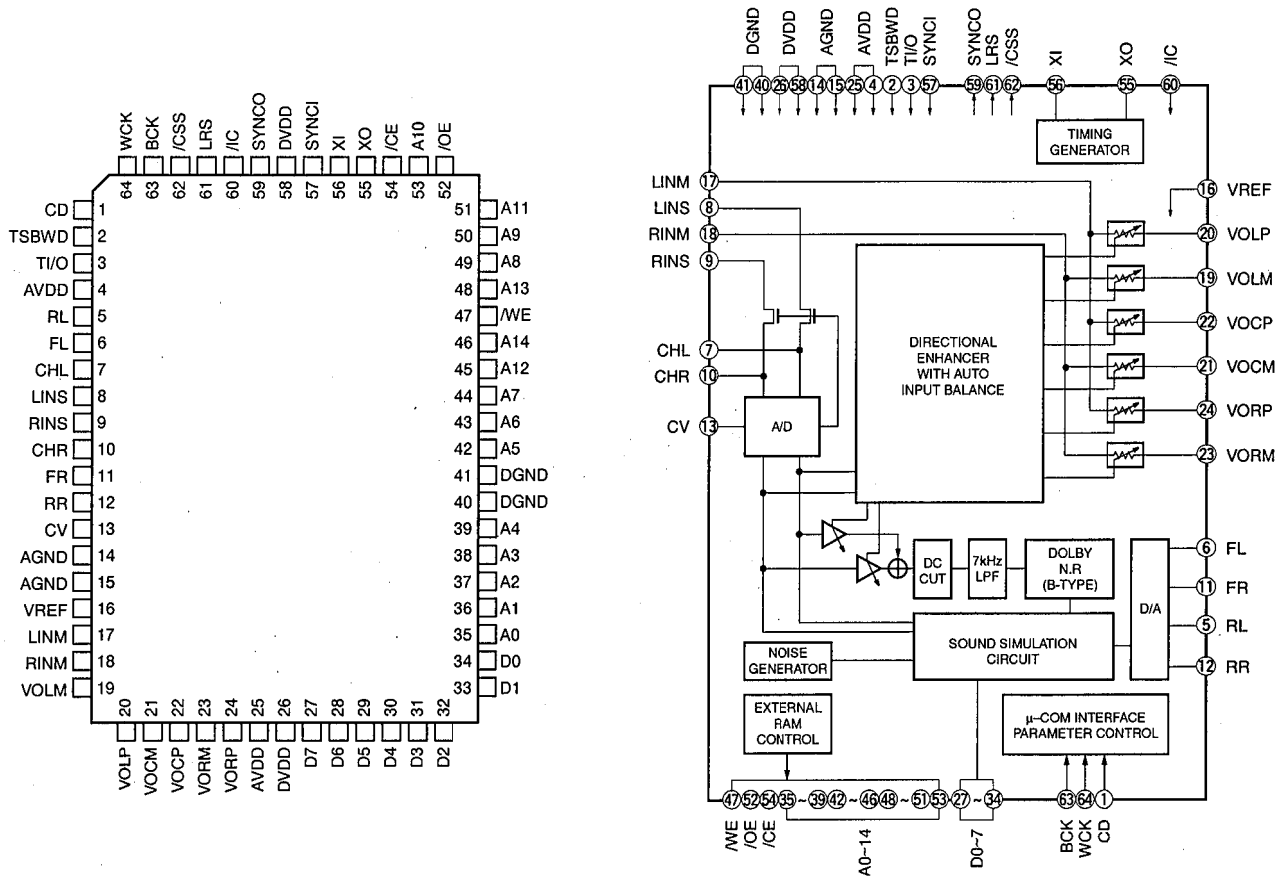 WCK
BCK
/CSS
LRS
/IC
SYNCO
DVDD
SYNCI
XI
XO
/CE
A10
/OE
64
63
62
61
60
59
58
57
56
55
54
53
52
CD 1
TSBWD 2
TI/O 3
AVDD 4
RL 5
FL 6
CHL 7
LINS 8
RINS 9
CHR 10
FR 11
RR 12
CV 13
AGND 14
AGND 15
VREF 16
LINM 17
RINM 18
VOLM 19
51 A11
50 A9
49 A8
48 A13
47 /WE
46 A14
45 A12
44 A7
43 A6
42 A5
41 DGND
40 DGND
39 A4
38 A3
37 A2
36 A1
35 A0
34 D0
33 D1
20
21
22
23
24
25
26
27
28
29
30
31
32
VOLP
VOCM
VOCP
VORM
VORP
AVDD
DVDD
D7
D6
D5
D4
D3
D2
DGND
DVDD
AGND
AVDD
TSBWD
TI/O
SYNCI
SYNCO
LRS
/CSS
XI
XO
/IC
41
40
26
58
14
15
25
4
2
3
57
59
61
62
56
55
60
TIMING
GENERATOR
LINM 17
LINS 8
RINM 18
RINS 9
CHL 7
CHR 10
CV 13
A/D
DIRECTIONAL
ENHANCER
WITH AUTO
INPUT BALANCE
16 VREF
20 VOLP
19 VOLM
22 VOCP
21 VOCM
24 VORP
23 VORM
DC
CUT
7kHz
LPF
DOLBY
N.R
(B-TYPE)
D/A
6 FL
11 FR
5 RL
12 RR
SOUND SIMULATION
CIRCUIT
NOISE
GENERATOR
EXTERNAL
RAM
CONTROL
μ–COM INTERFACE
PARAMETER CONTROL
47 52 54 35 ~ 39 42 ~ 46 48 ~ 51 53 27 ~ 34 63 64 1
/WE
/OE
/CE
A0~14
D0~7
BCK
WCK
CD